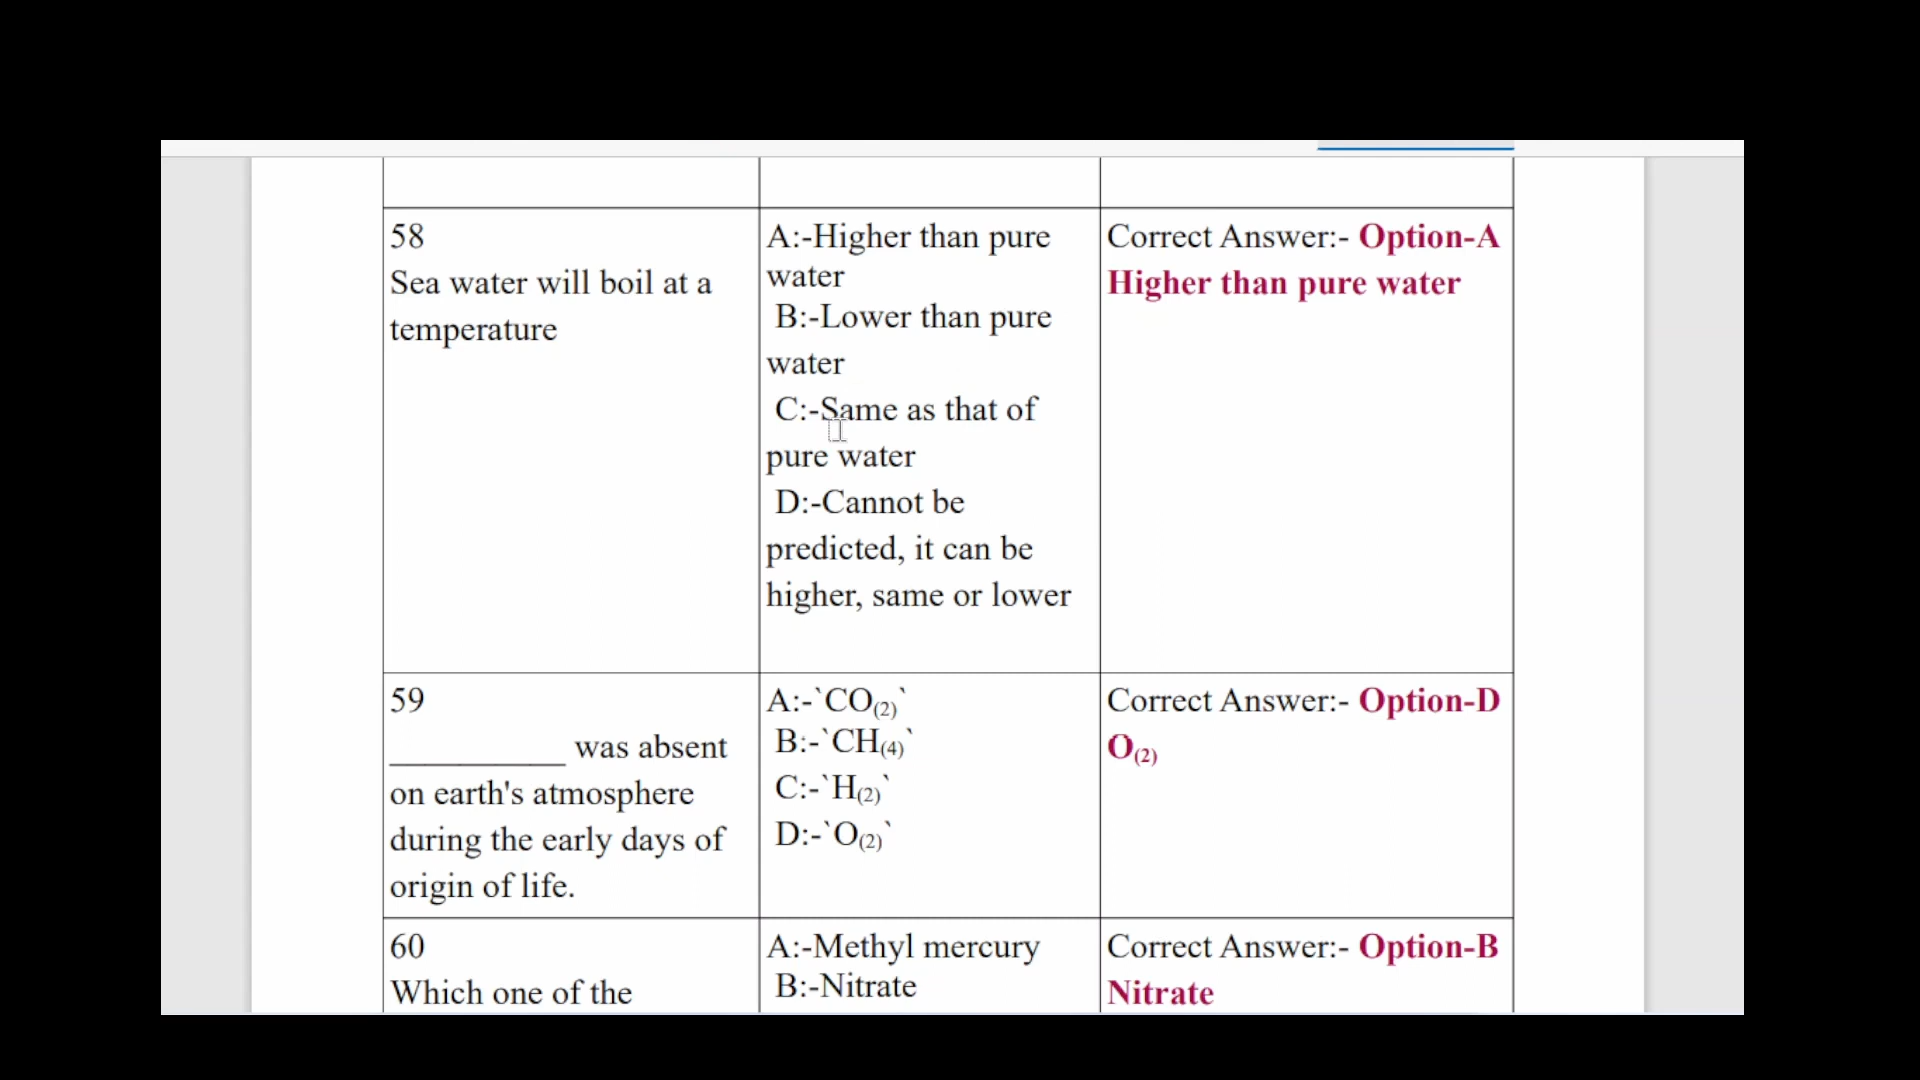 58
Sea water will boil at a
temperature
A:-Higher than pure
water
B:-Lower than pure
water
C:-Same as that of
pure water
D:-Cannot be
predicted, it can be
higher, same or lower
Correct Answer:- Option-A
Higher than pure water
59
__________ was absent
on earth's atmosphere
during the early days of
origin of life.
A:-`CO(2)`
B:-`CH(4)`
C:-`H(2)`
D:-`O(2)`
Correct Answer:- Option-D
O(2)
60
Which one of the
A:-Methyl mercury
B:-Nitrate
Correct Answer:- Option-B
Nitrate